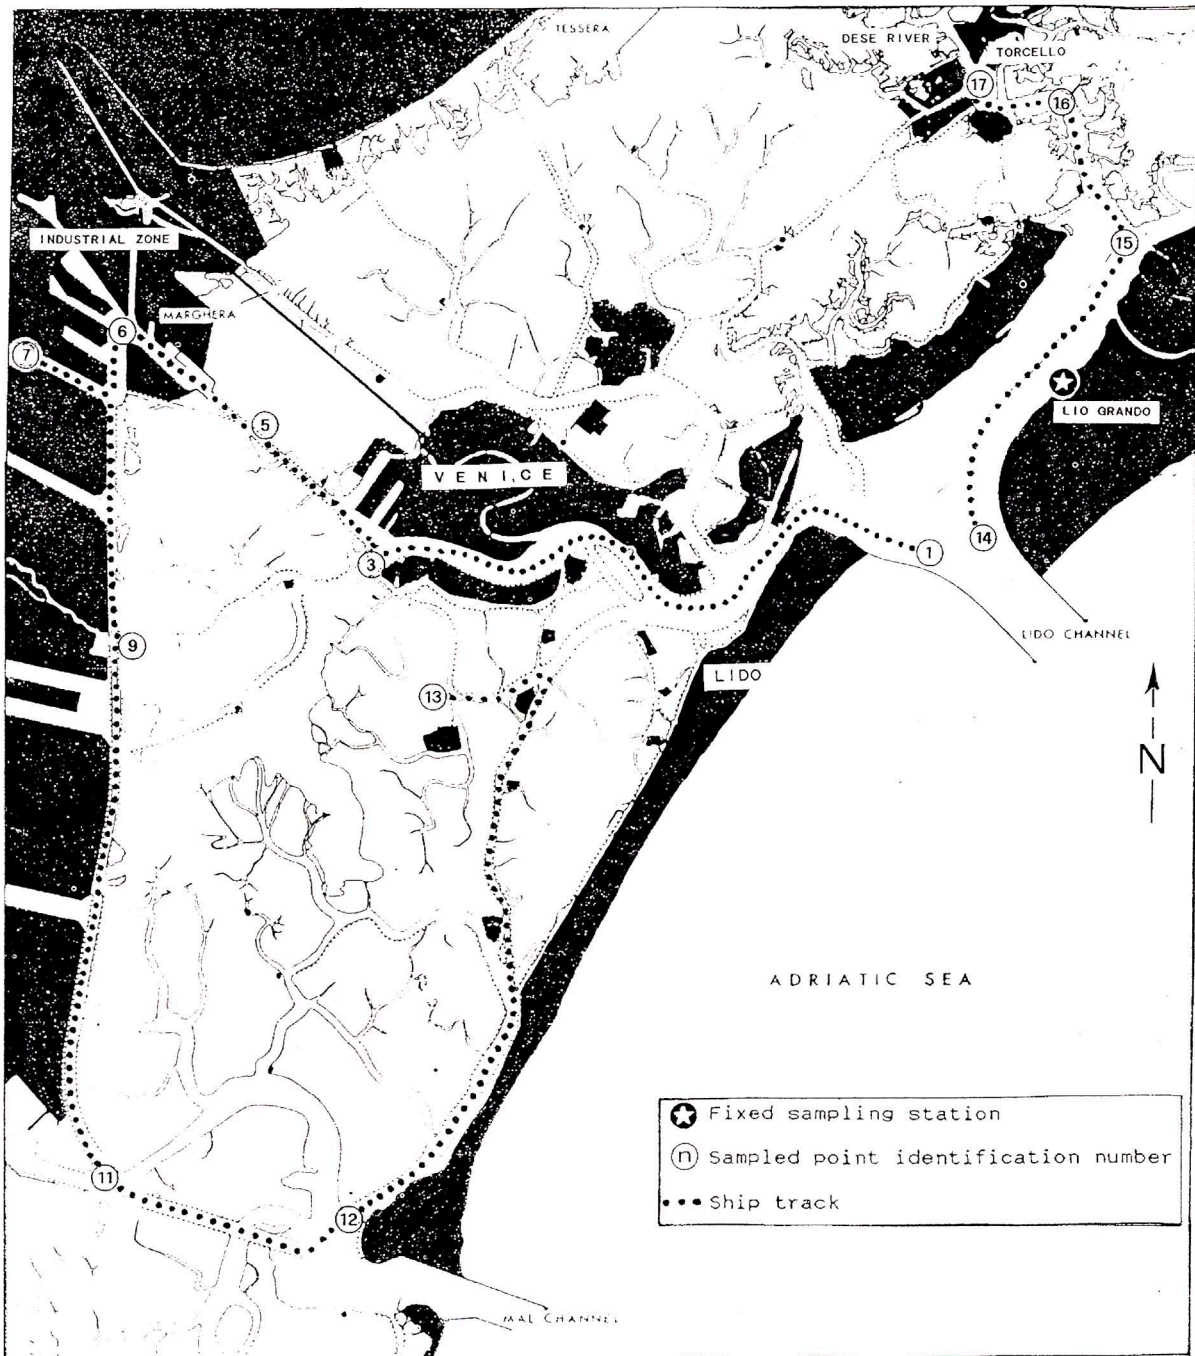 TESSERA
DESE RIVER
TORCELLO
17
16
INDUSTRIAL ZONE
15
MARGHERA
6
7
LIO GRANDO
5
VENICE
14
1
3
LIDO CHANNEL
9
LIDO
13
N
ADRIATIC SEA
Fixed sampling station
n Sampled point identification number
Ship track
11
12
MAL CHANNEL